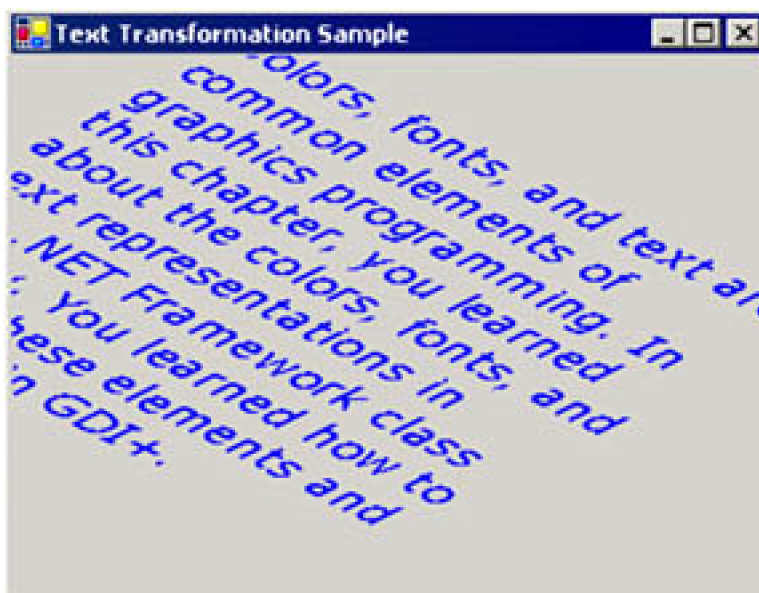 Text Transformation Sample
colors, fonts, and text are
common elements of
graphics programming. In
this chapter, you learned
about the colors, fonts, and
ext representations in
. NET Framework class
. You learned how to
hese elements and
n GDI+.